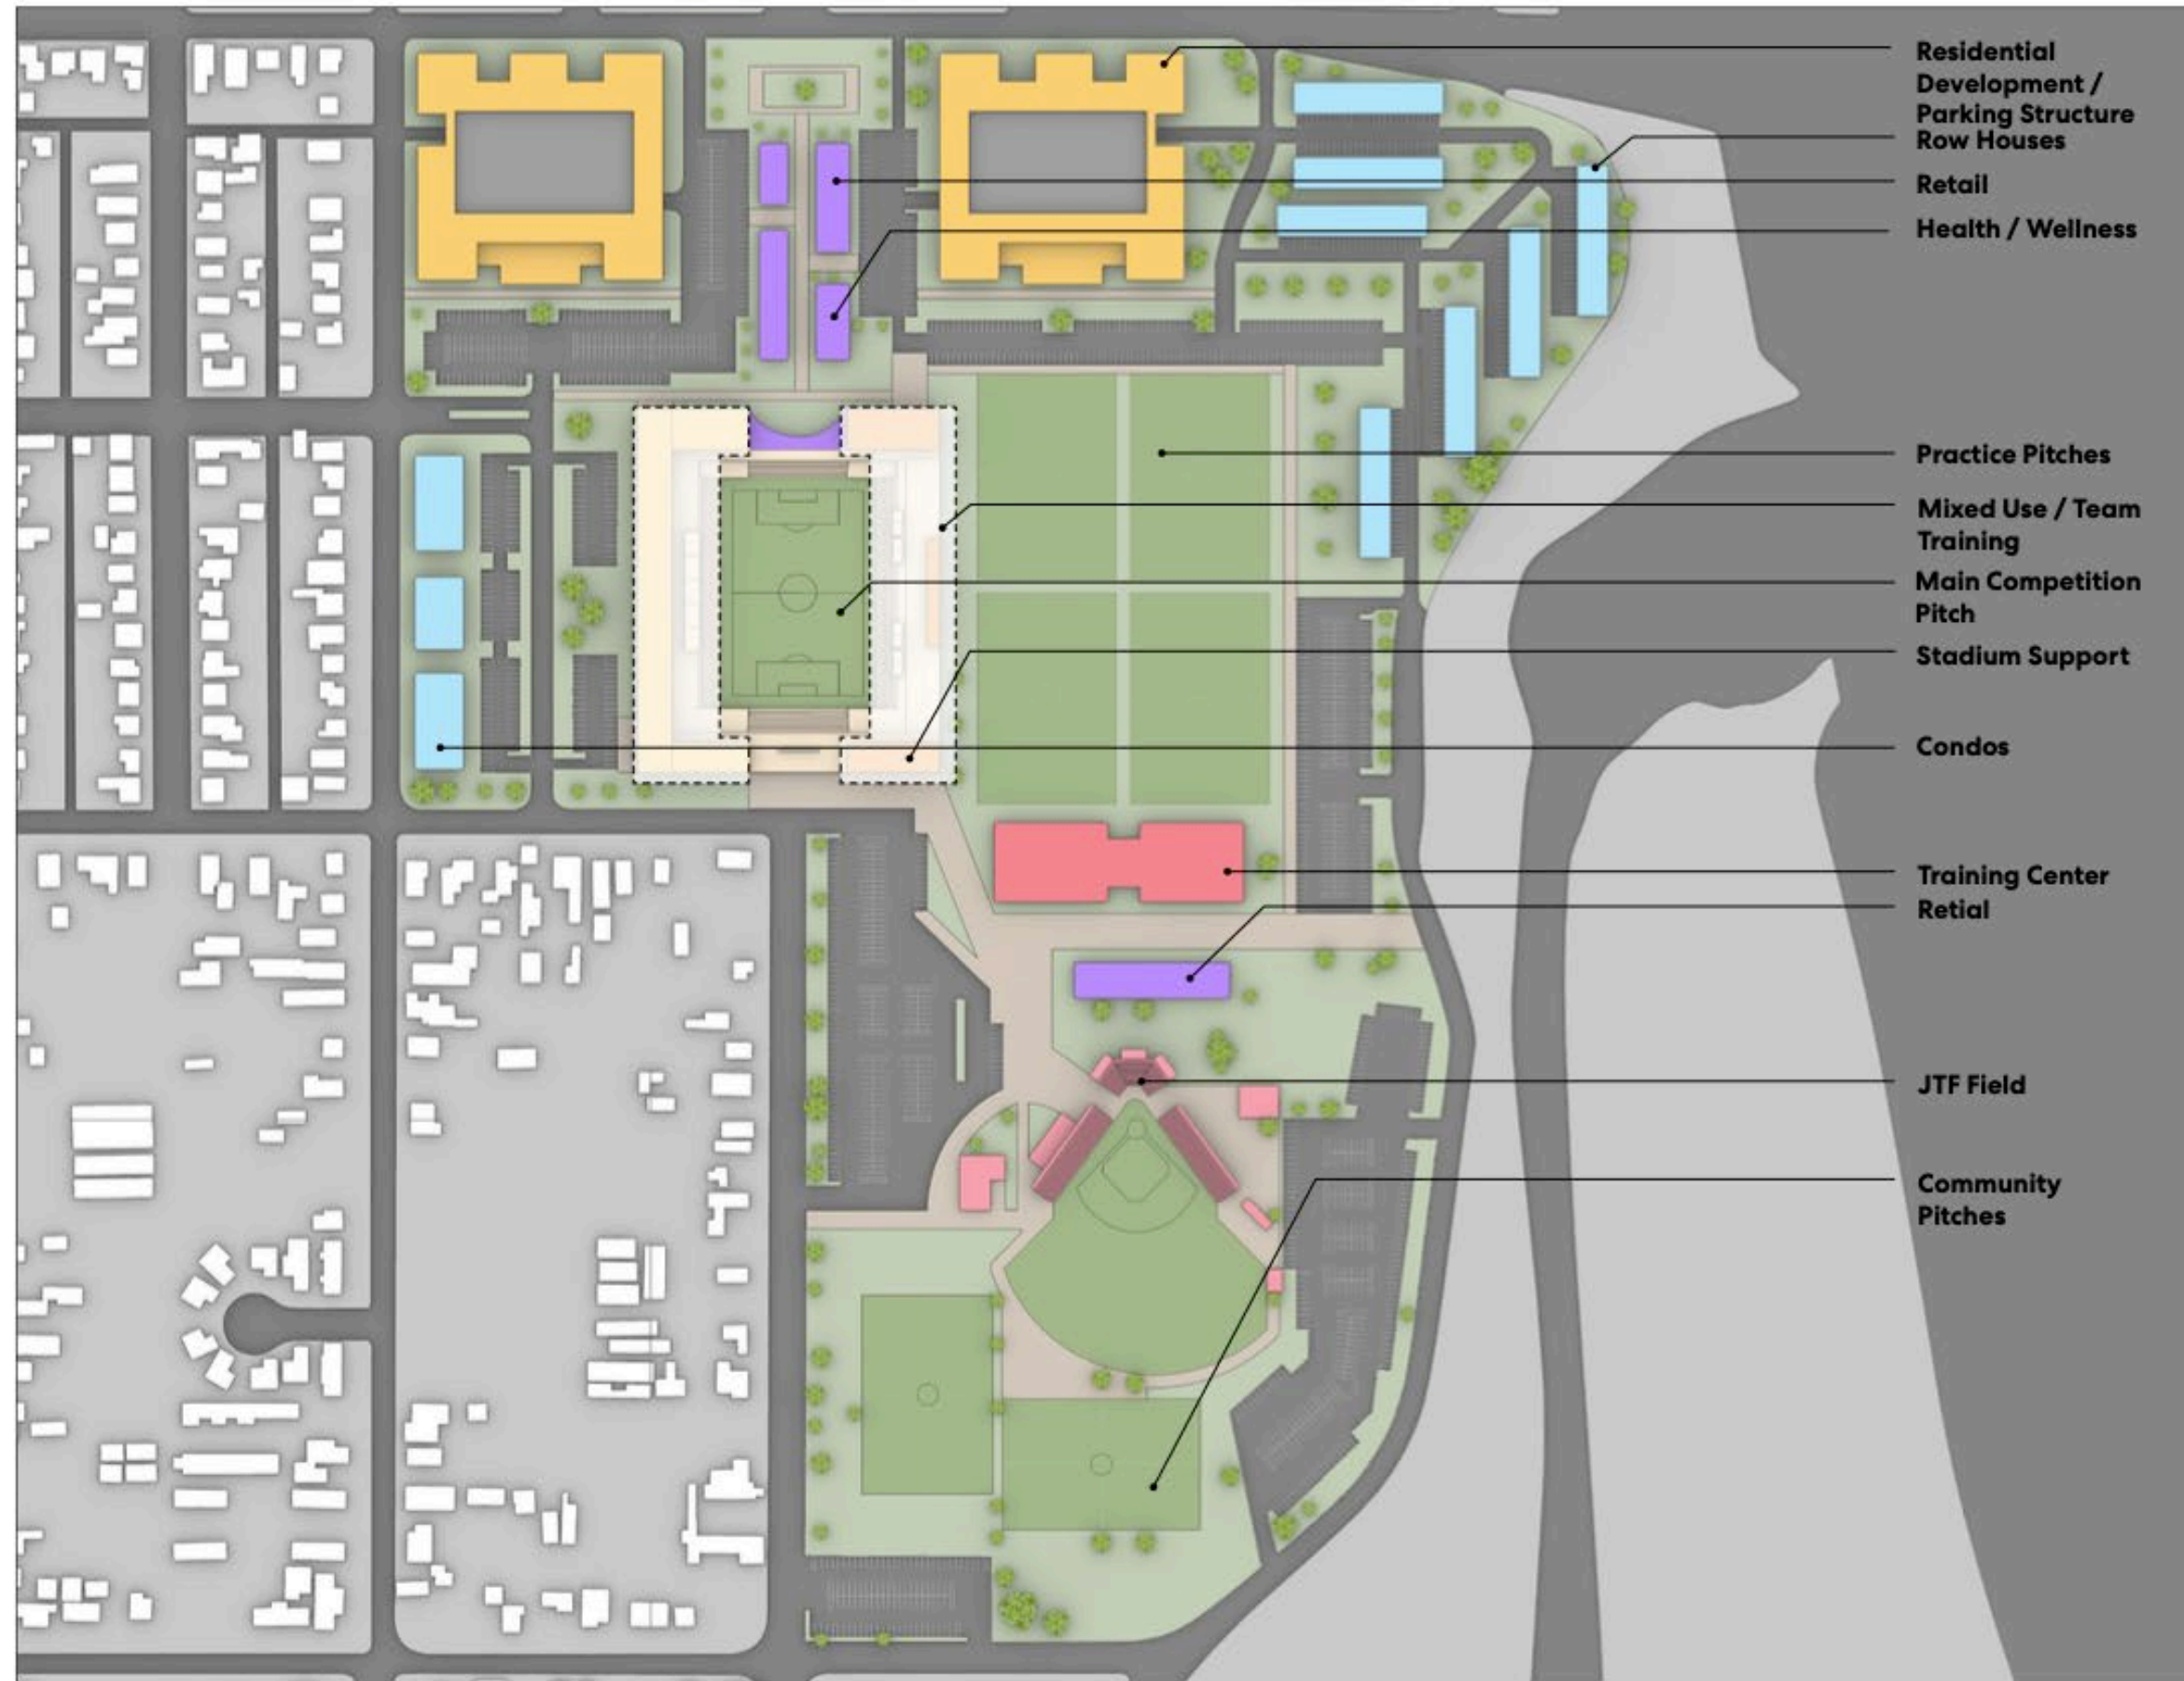 Residential
Development /
Parking Structure
Row Houses
Retail
Health / Wellness
Practice Pitches
Mixed Use / Team
Training
Main Competition
Pitch
Stadium Support
Condos
Training Center
Retial
JTF Field
Community
Pitches